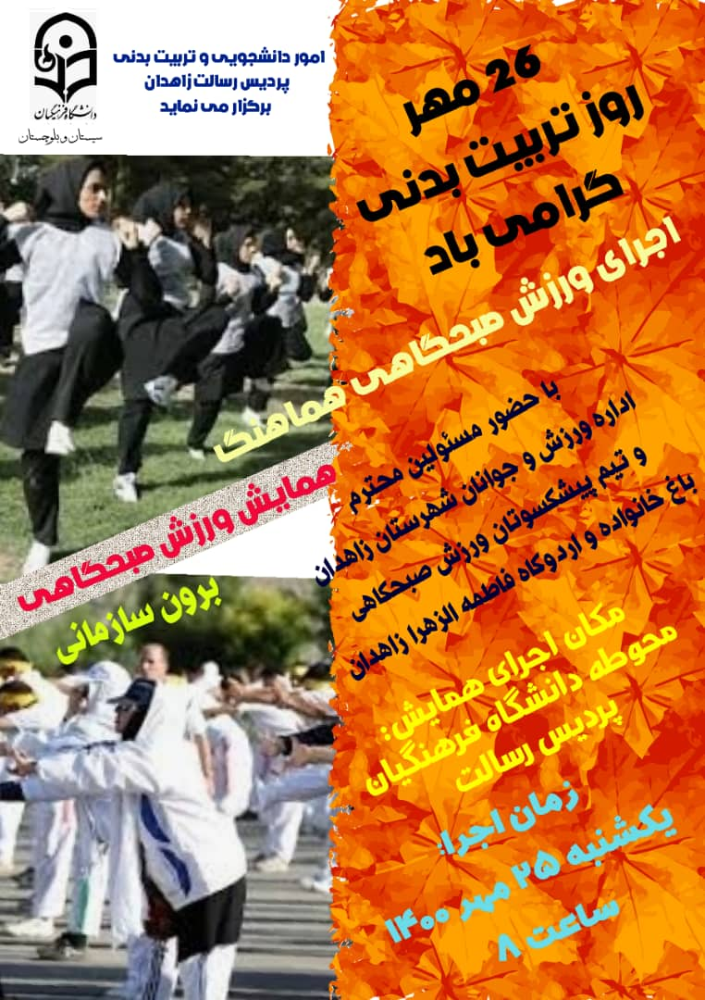 دانشگاه فرهنگیان
سیستان و بلوچستان
امور دانشجویی و تربیت بدنی
پردیس رسالت زاهدان
برگزار می نماید
26 مهر
روز تربیت بدنی
گرامی باد
اجرای ورزش صبحگاهی هماهنگ
با حضور مسئولین محترم
اداره ورزش و جوانان شهرستان زاهدان
و تیم پیشکسوتان ورزش صبحکاهی
باغ خانواده و اردوکاه فاطمه الزهرا زاهدان
همایش ورزش صبحگاهی
برون سازمانی
مکان اجرای همایش:
محوطه دانشگاه فرهنگیان
پردیس رسالت
زمان اجرا:
یکشنبه ۲۵ مهر ۱۴۰۰
ساعت ۸